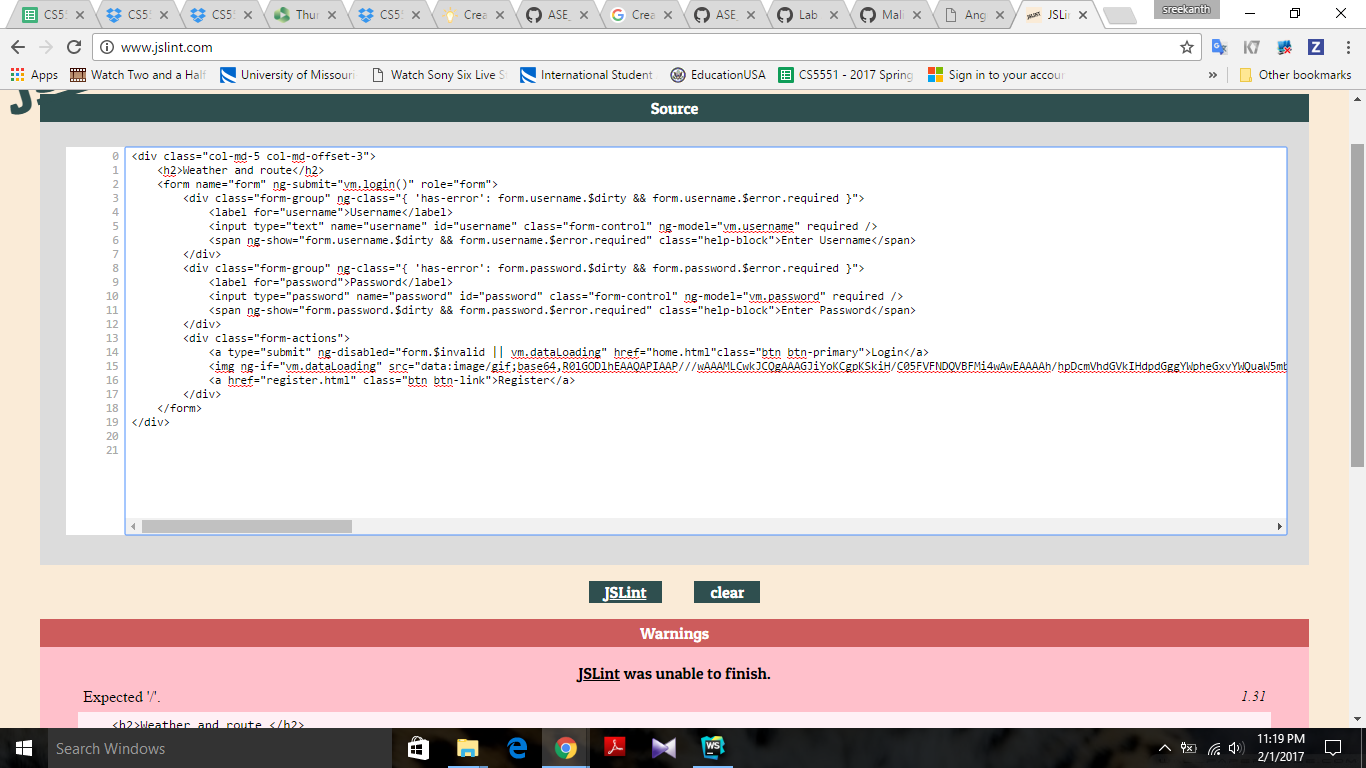 CS55 CS55 CS55 Thun CS55 Crea ASE_ Crea ASE_ Lab Mali Ang JSLin sreekanth
www.jslint.com
Apps Watch Two and a Half University of Missouri Watch Sony Six Live S International Student EducationUSA CS5551 - 2017 Spring Sign in to your accou » Other bookmarks
Source
0 <div class="col-md-5 col-md-offset-3">
1 <h2>Weather and route</h2>
2 <form name="form" ng-submit="vm.login()" role="form">
3 <div class="form-group" ng-class="{ 'has-error': form.username.$dirty && form.username.$error.required }">
4 <label for="username">Username</label>
5 <input type="text" name="username" id="username" class="form-control" ng-model="vm.username" required />
6 <span ng-show="form.username.$dirty && form.username.$error.required" class="help-block">Enter Username</span>
7 </div>
8 <div class="form-group" ng-class="{ 'has-error': form.password.$dirty && form.password.$error.required }">
9 <label for="password">Password</label>
10 <input type="password" name="password" id="password" class="form-control" ng-model="vm.password" required />
11 <span ng-show="form.password.$dirty && form.password.$error.required" class="help-block">Enter Password</span>
12 </div>
13 <div class="form-actions">
14 <a type="submit" ng-disabled="form.$invalid || vm.dataLoading" href="home.html"class="btn btn-primary">Login</a>
15 <img ng-if="vm.dataLoading" src="data:image/gif;base64,R0lGODlhEAAQAPIAAP///wAAAMLCwkJCQgAAAGJiYoKCgpKSkiH/C05FVFNDQVBFMi4wAwEAAAAh/hpDcmVhdGVkIHdpdGggYWpheGxvYWQuaW5mb
16 <a href="register.html" class="btn btn-link">Register</a>
17 </div>
18 </form>
19 </div>
20
21
JSLint clear
Warnings
JSLint was unable to finish.
Expected '/'. 1.31
<h2>Weather and route </h2>
Search Windows
11:19 PM
2/1/2017